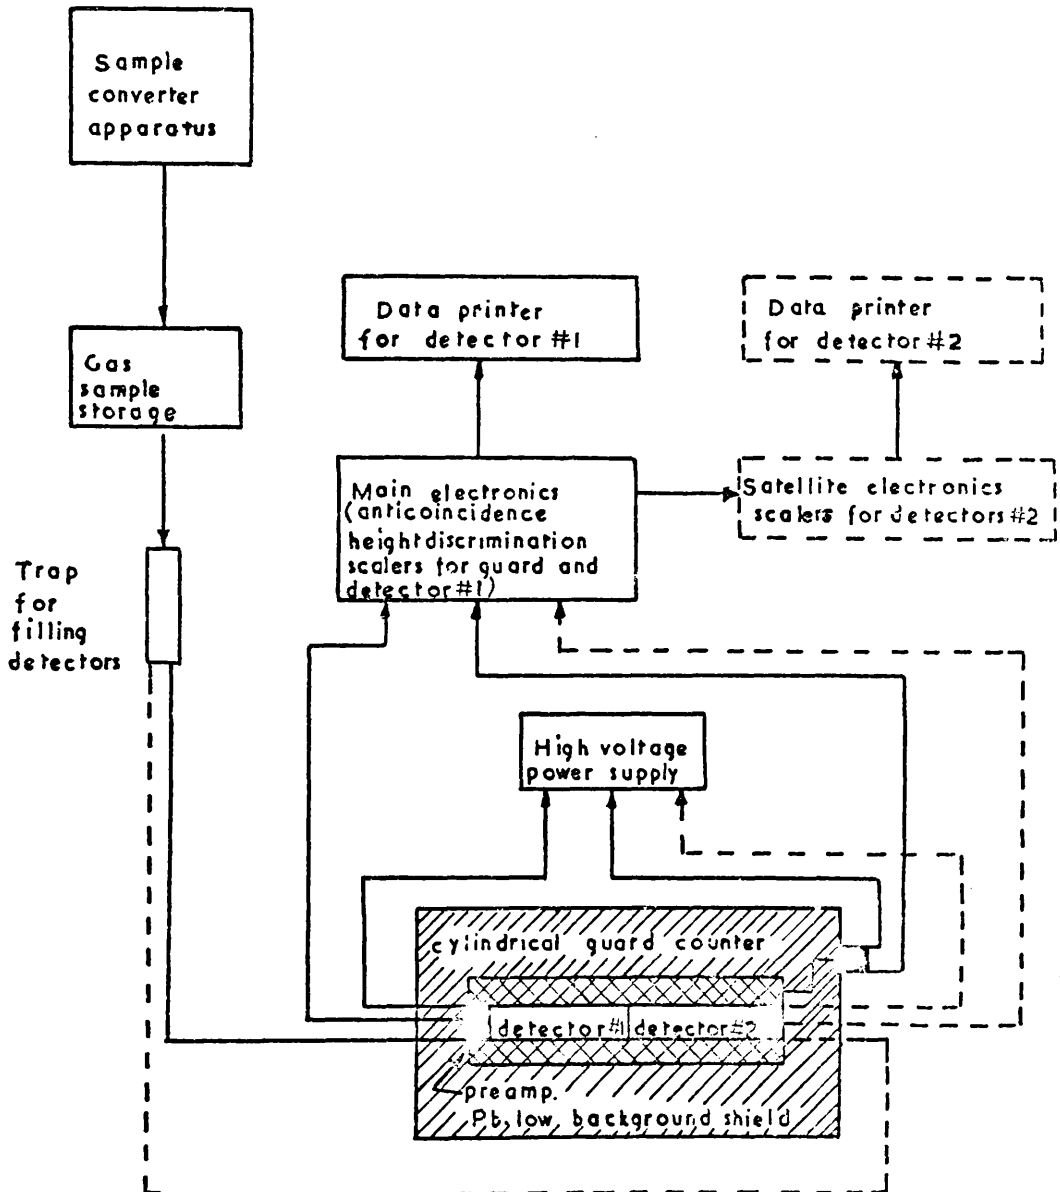 Sample
converter
apparatus
Gas
sample
storage
Trap
for
filling
detectors
Data printer
for detector #1
Data printer
for detector #2
Main electronics
(anticoincidence
height discrimination
scalers for guard and
detector #1)
Satellite electronics
scalers for detectors #2
High voltage
power supply
cylindrical guard counter
detector #1 detector #2
preamp.
Pb, low background shield